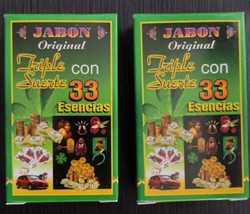 JABON
Original
Triple
Suerte
con
33
Esencias
JABON
Original
Triple
Suerte
con
33
Esencias